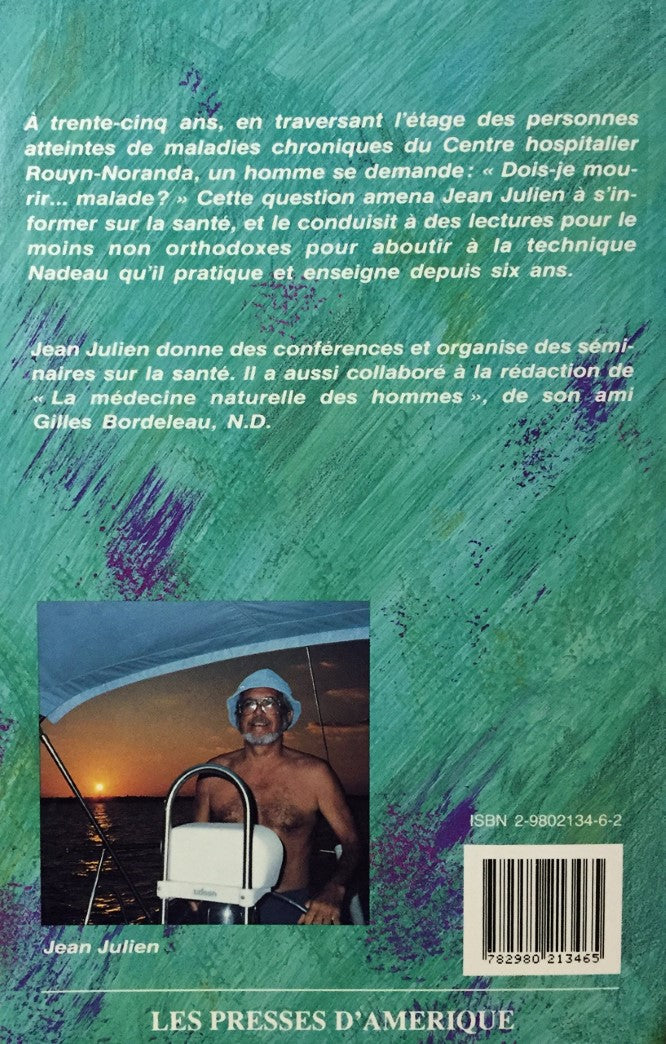 À trente-cinq ans, en traversant l'étage des personnes
atteintes de maladies chroniques du Centre hospitalier
Rouyn-Noranda, un homme se demande : « Dois-je mou-
rir... malade ? » Cette question amena Jean Julien à s'in-
former sur la santé, et le conduisit à des lectures pour le
moins non orthodoxes pour aboutir à la technique
Nadeau qu'il pratique et enseigne depuis six ans.
Jean Julien donne des conférences et organise des sémi-
naires sur la santé. Il a aussi collaboré à la rédaction de
« La médecine naturelle des hommes », de son ami
Gilles Bordeleau, N.D.
ISBN 2-9802134-6-2
782980 213465
Jean Julien
LES PRESSES D'AMERIQUE